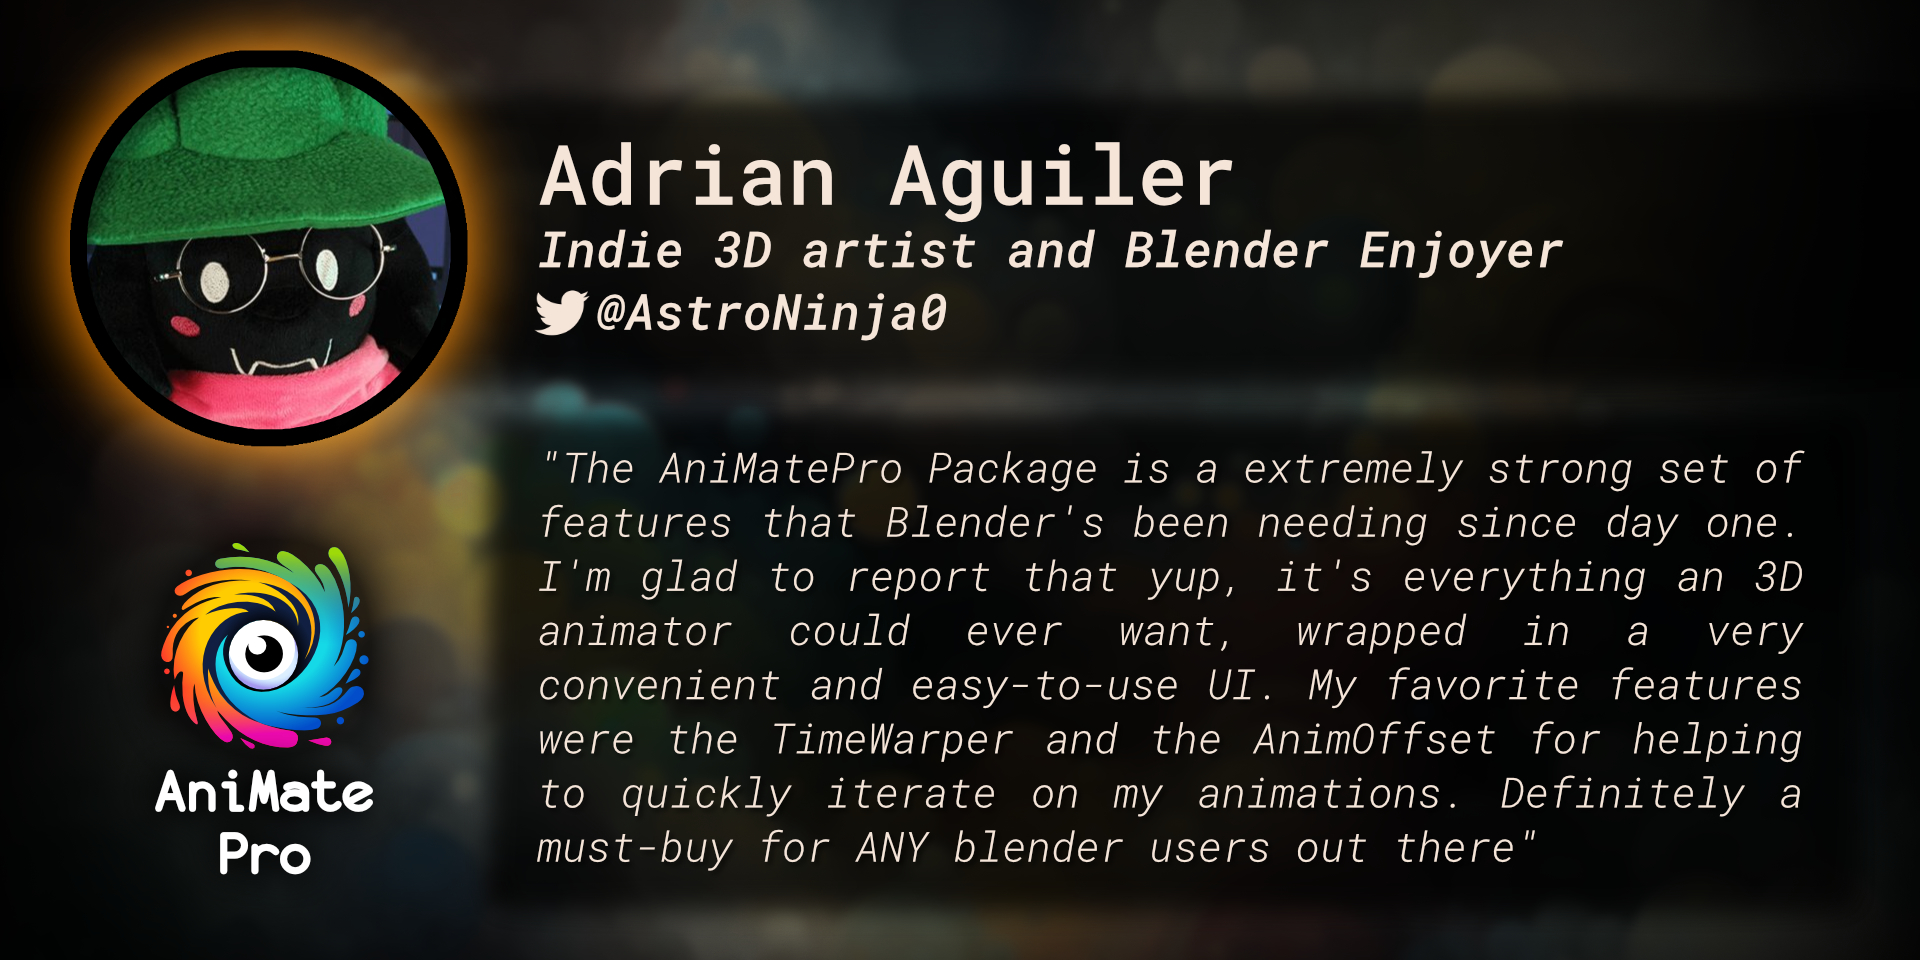 Adrian Aguiler
Indie 3D artist and Blender Enjoyer
@AstroNinja0
"The AniMatePro Package is a extremely strong set of
features that Blender's been needing since day one.
I'm glad to report that yup, it's everything an 3D
animator could ever want, wrapped in a very
convenient and easy-to-use UI. My favorite features
were the TimeWarper and the AnimOffset for helping
to quickly iterate on my animations. Definitely a
must-buy for ANY blender users out there"
AniMate
Pro